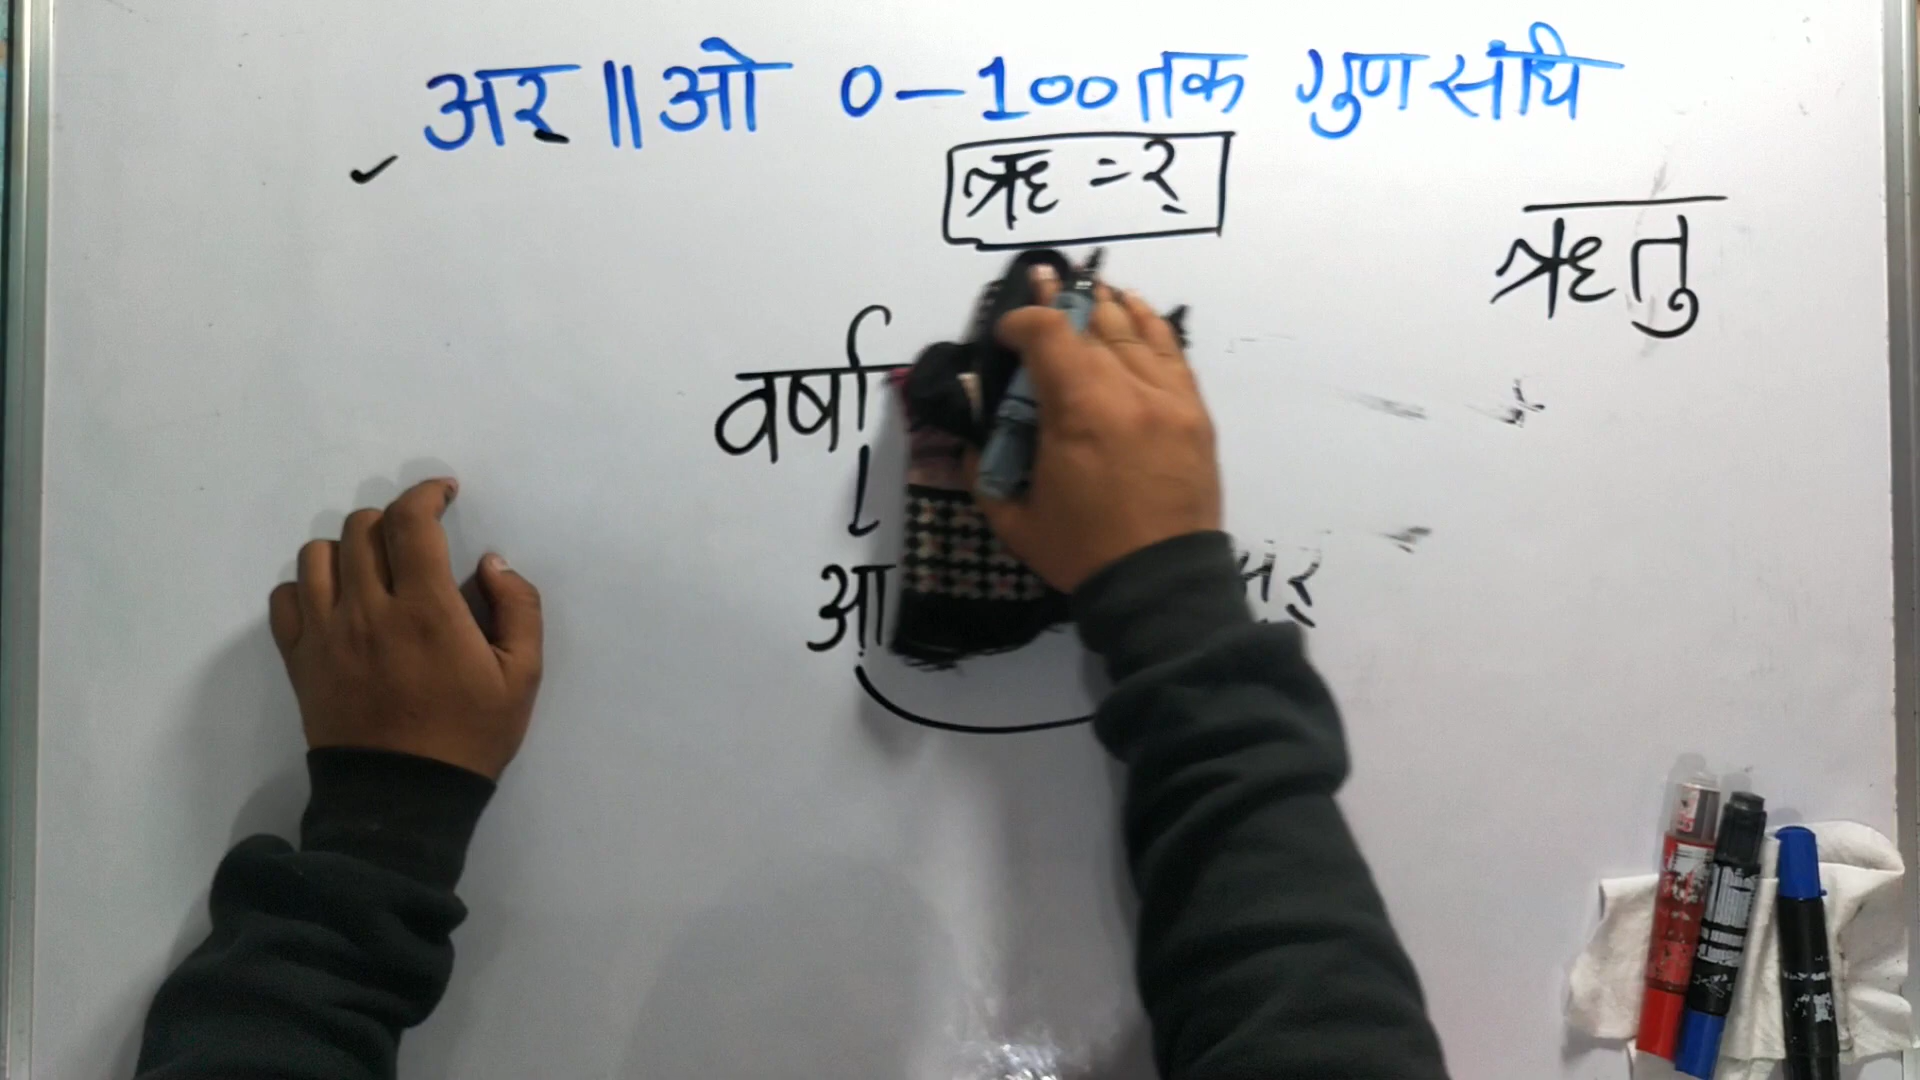 अर् || ओ 0-100 तक गुण संधि
ऋ = र्
ऋतु
वर्षा
आ